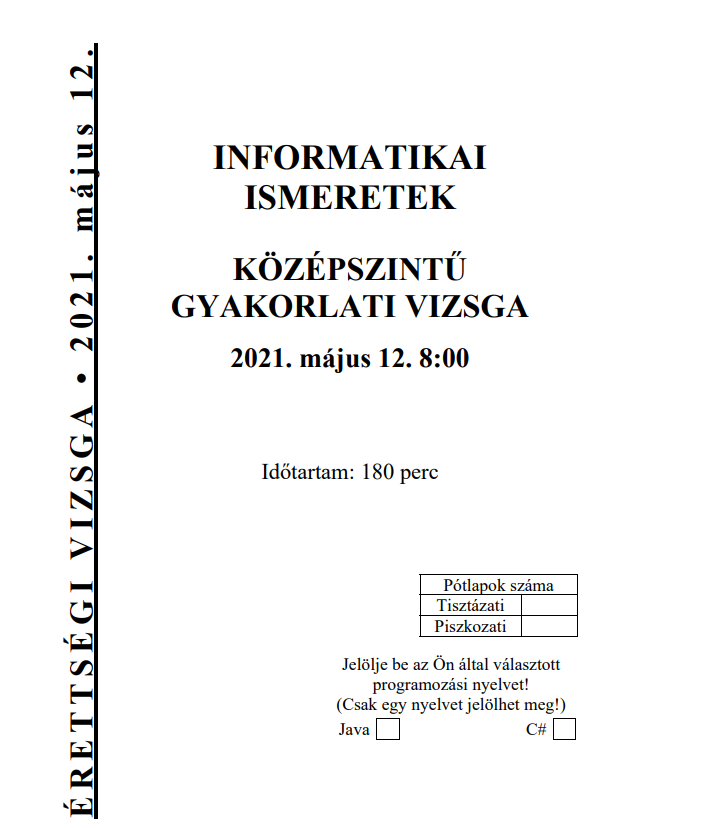 ÉRETTSÉGI VIZSGA • 2021. május 12.
INFORMATIKAI
ISMERETEK
KÖZÉPSZINTŰ
GYAKORLATI VIZSGA
2021. május 12. 8:00
Időtartam: 180 perc
Pótlapok száma
Tisztázati
Piszkozati
Jelölje be az Ön által választott
programozási nyelvet!
(Csak egy nyelvet jelölhet meg!)
Java C#